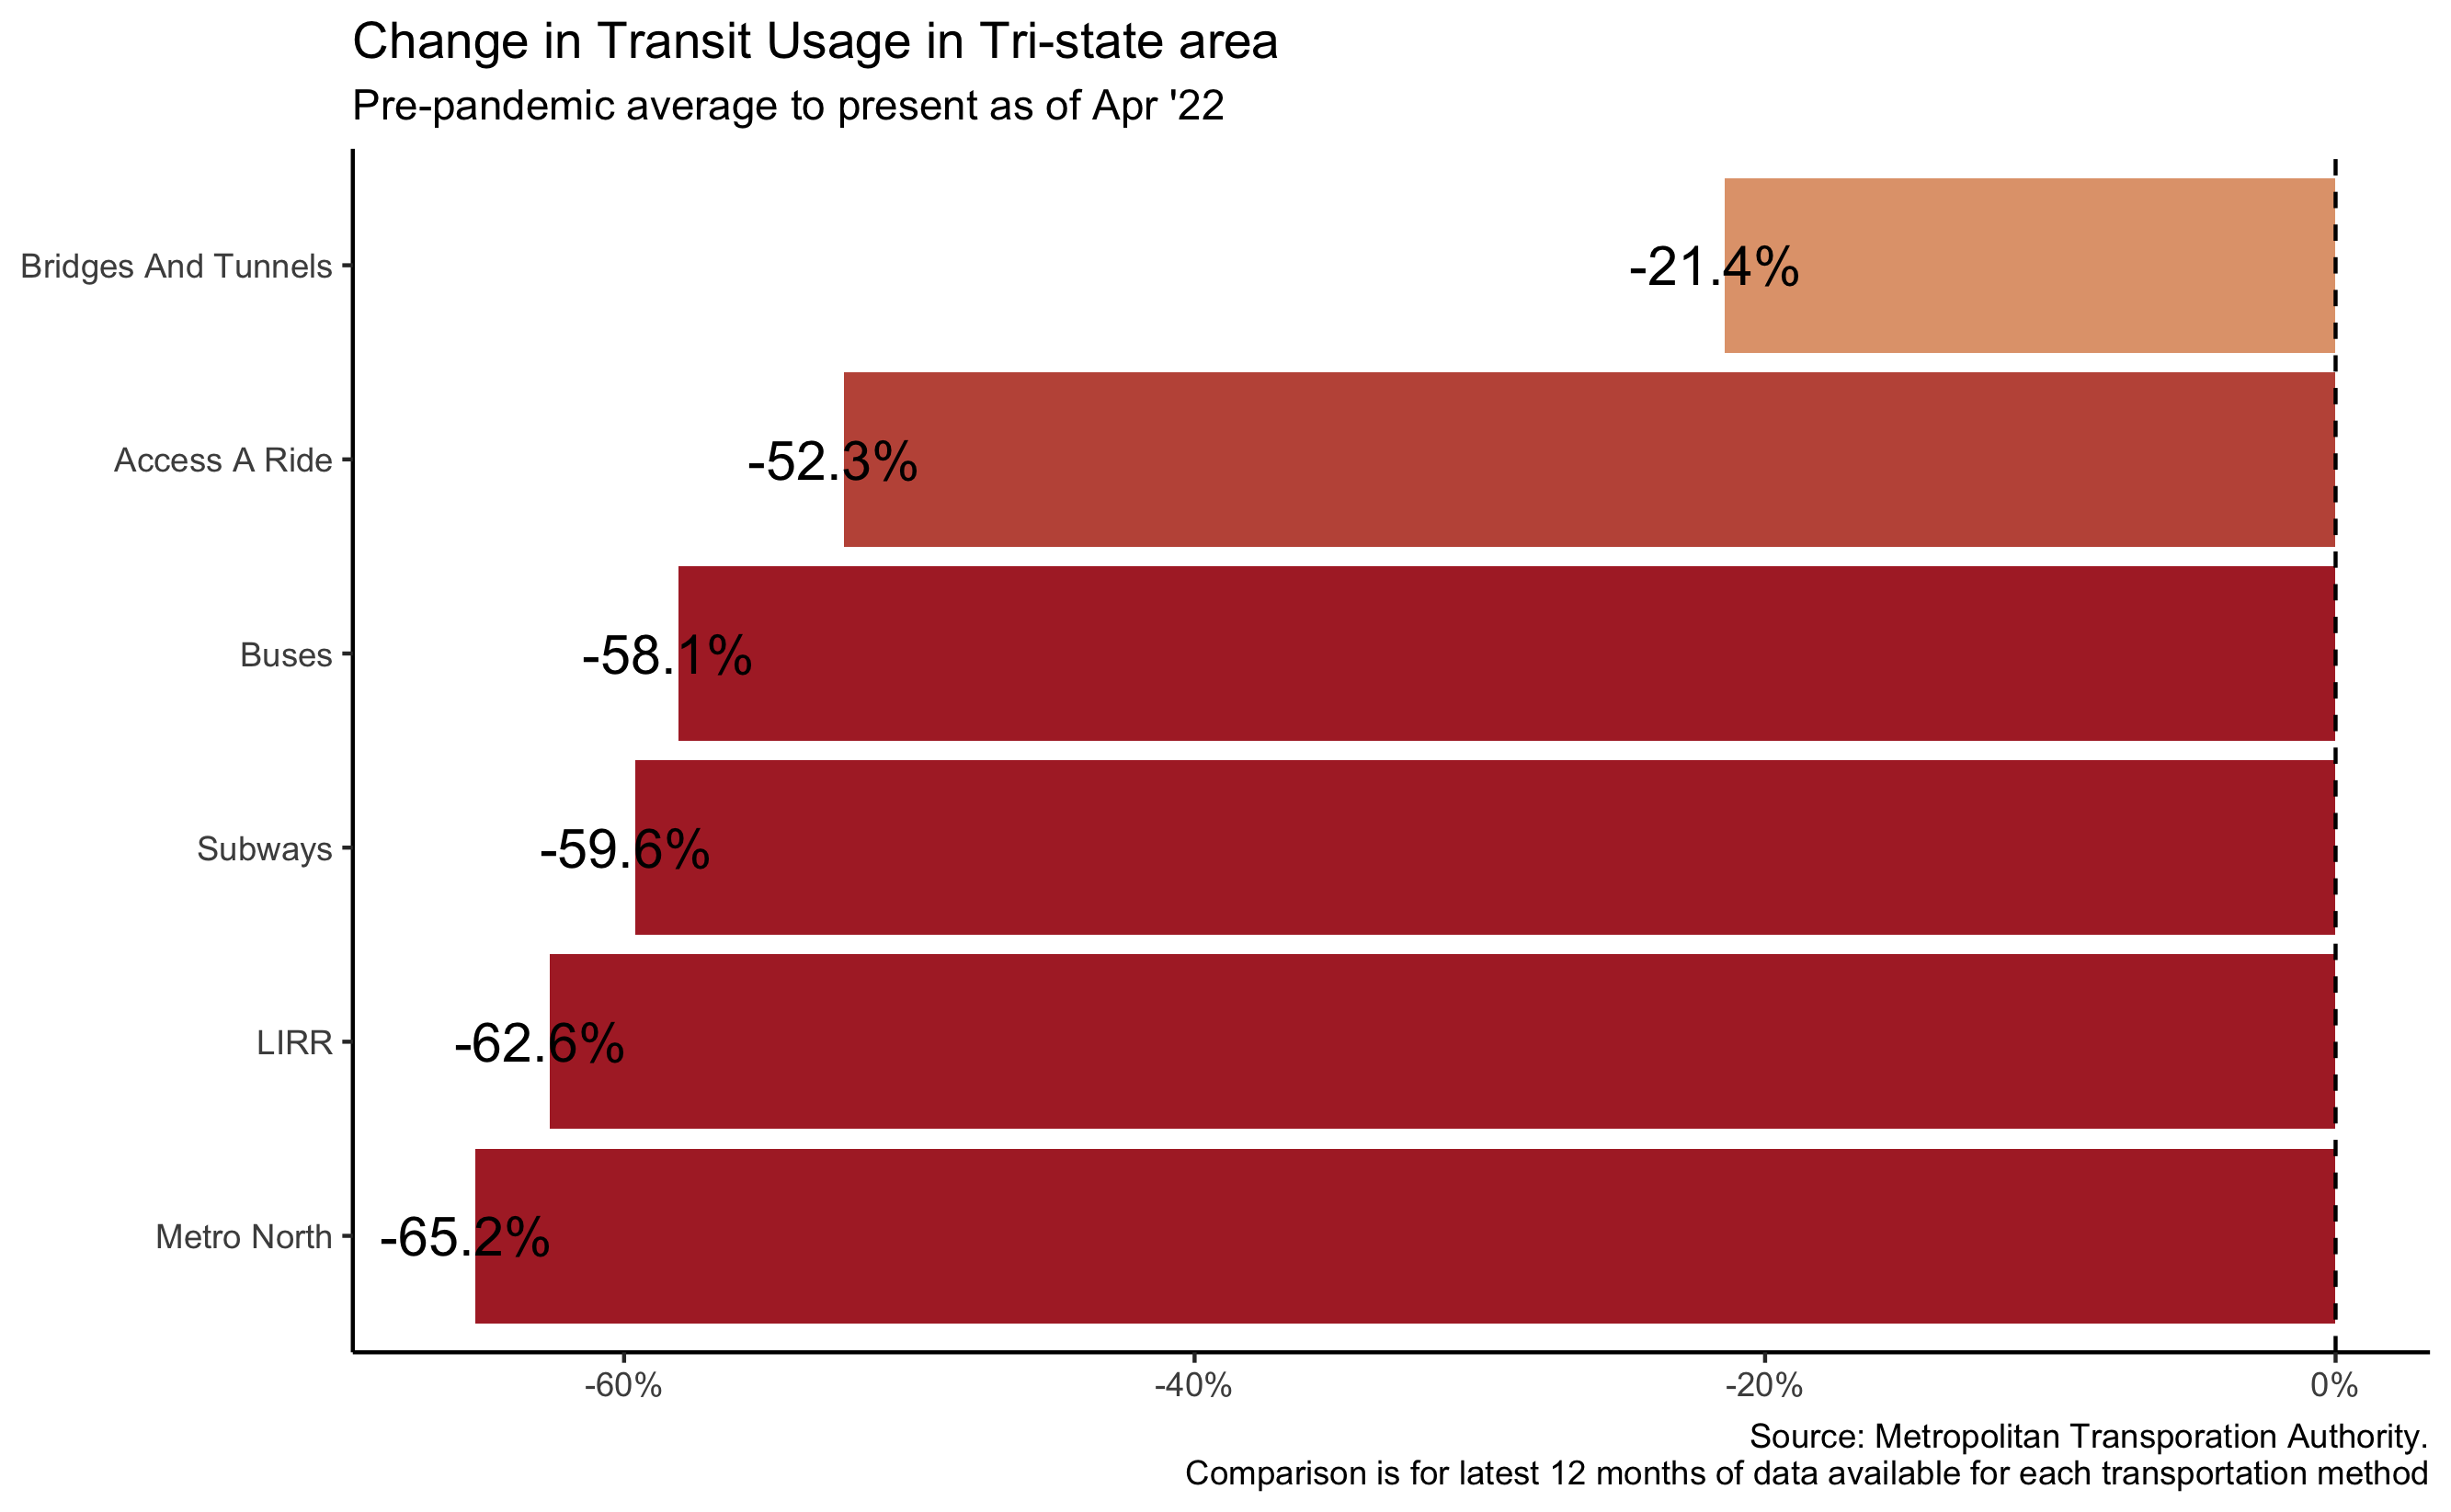 Change in Transit Usage in Tri-state area
Pre-pandemic average to present as of Apr '22
Bridges And Tunnels
-21.4%
Access A Ride
-52.3%
Buses
-58.1%
Subways
-59.6%
LIRR
-62.6%
Metro North
-65.2%
-60%
-40%
-20%
0%
Source: Metropolitan Transporation Authority.
Comparison is for latest 12 months of data available for each transportation method